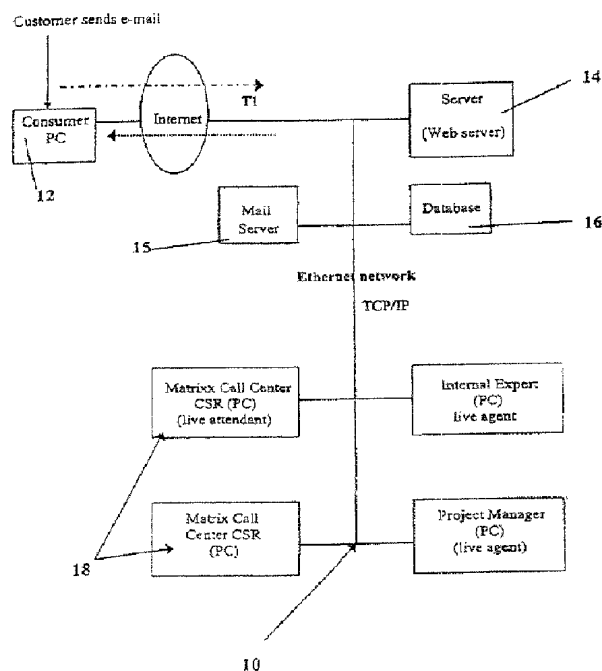 Customer sends e-mail
T1
Consumer
PC
Internet
Server
(Web server)
14
12
Mail
Server
Database
15
16
Ethernet network
TCP/IP
Matrixx Call Center
CSR (PC)
(live attendant)
Internal Expert
(PC)
live agent
Matrix Call
Center CSR
(PC)
Project Manager
(PC)
(live agent)
18
10